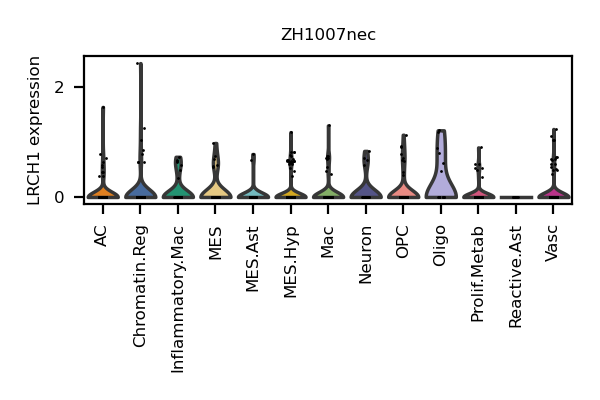 ZH1007nec
LRCH1 expression
2
0
AC
Chromatin.Reg
Inflammatory.Mac
MES
MES.Ast
MES.Hyp
Mac
Neuron
OPC
Oligo
Prolif.Metab
Reactive.Ast
Vasc